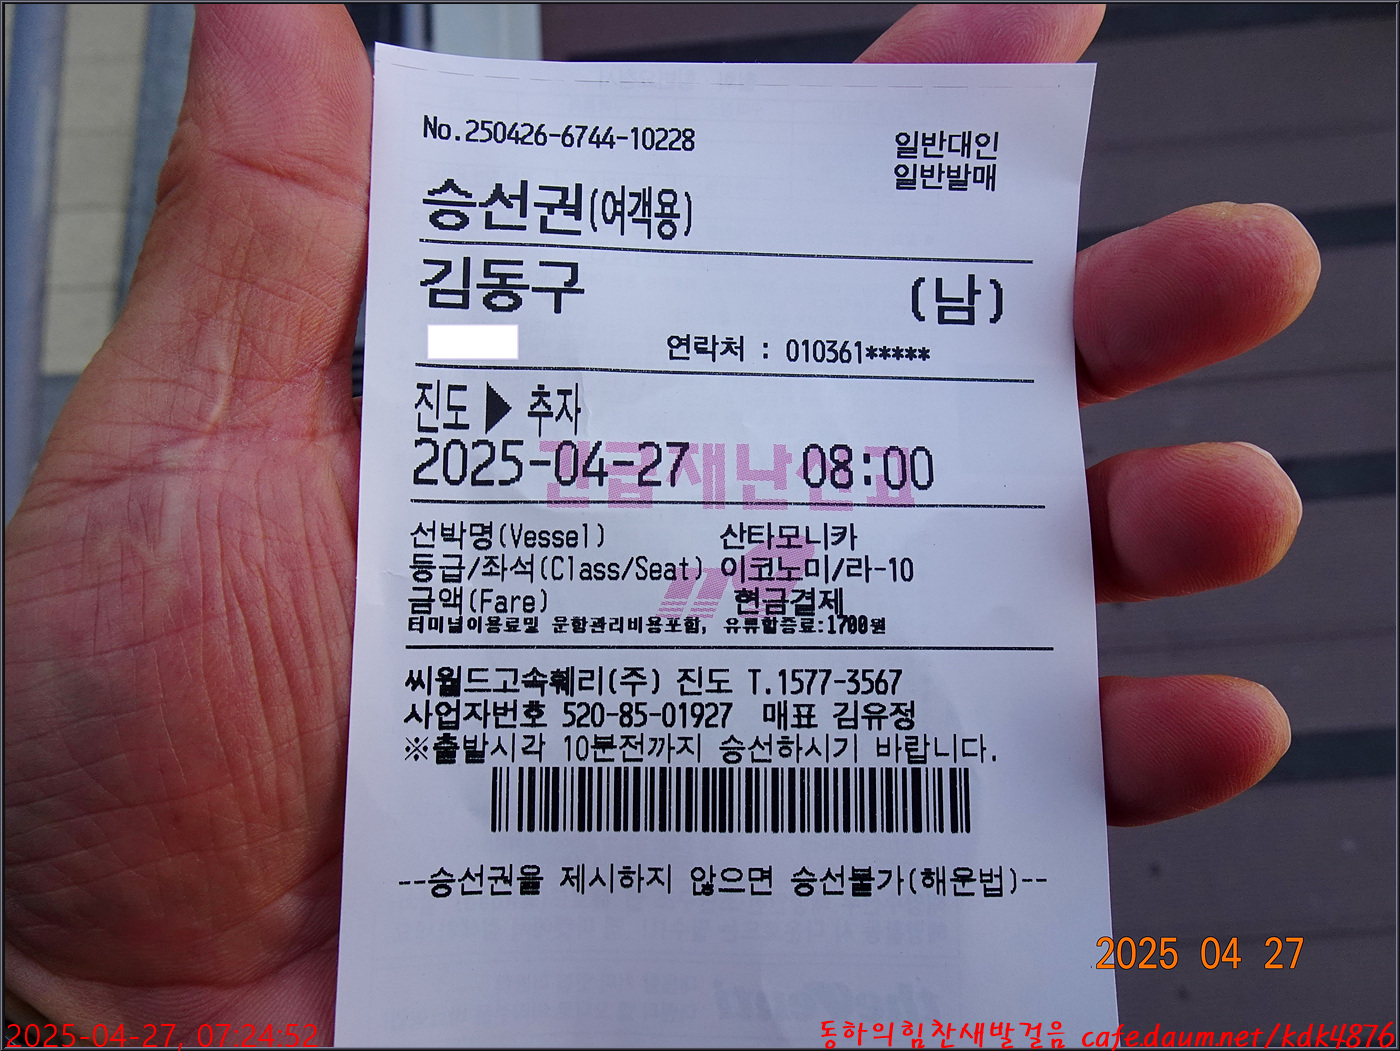 No.250426-6744-10228
일반대인
일반발매
승선권(여객용)
김동구 (남)
연락처 : 010361*****
진도 ▶ 추자
2025-04-27 08:00
긴급재난선포
선박명(Vessel) 산타모니카
등급/좌석(Class/Seat) 이코노미/라-10
금액(Fare) 현금결제
터미널이용료및 운항관리비용포함, 유류할증료:1700원
씨월드고속훼리(주) 진도 T.1577-3567
사업자번호 520-85-01927 매표 김유정
※출발시각 10분전까지 승선하시기 바랍니다.
--승선권을 제시하지 않으면 승선불가(해운법)--
2025 04 27
2025-04-27, 07:24:52
동하의힘찬새발걸음 cafe.daum.net/kdk4876